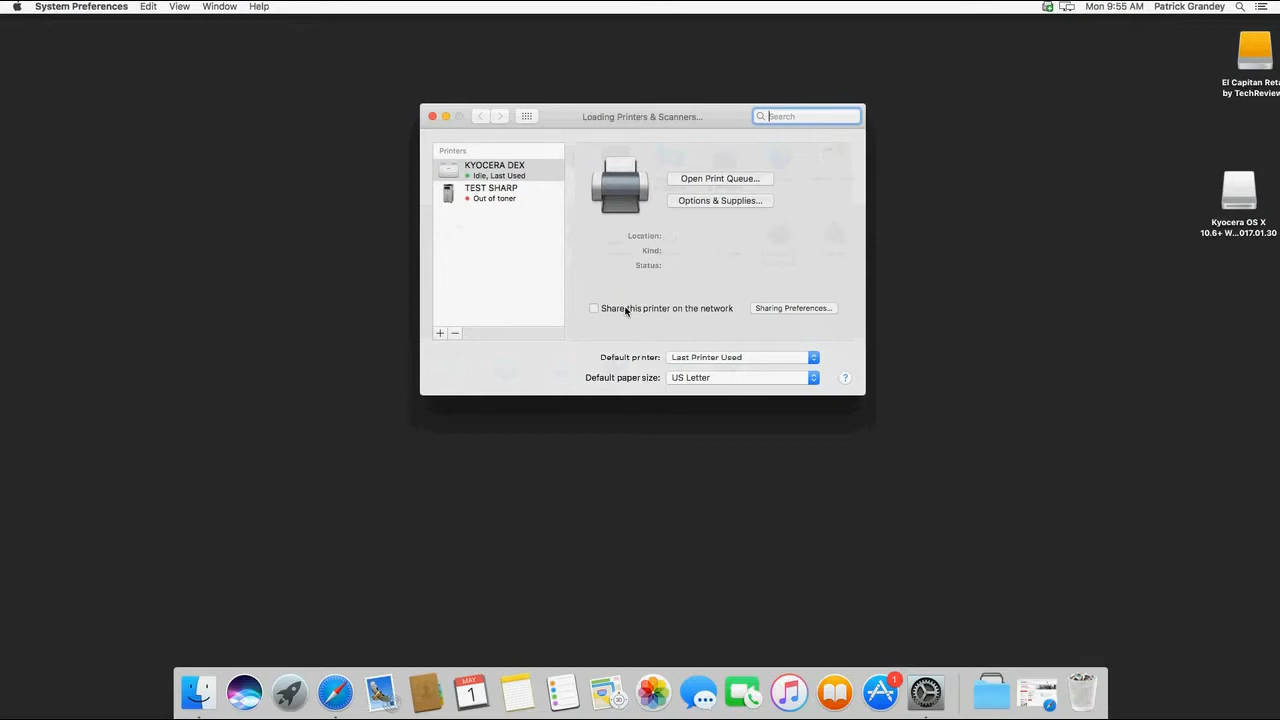 System Preferences Edit View Window Help
Mon 9:55 AM Patrick Grandey
El Capitan Reta
by TechReview
Loading Printers & Scanners...
Search
Printers
KYOCERA DEX
Idle, Last Used
TEST SHARP
Out of toner
Open Print Queue...
Options & Supplies...
Location:
Kind:
Status:
Share this printer on the network
Sharing Preferences...
Default printer: Last Printer Used
Default paper size: US Letter
?
Kyocera OS X
10.6+ W...017.01.30
MAY
1
1